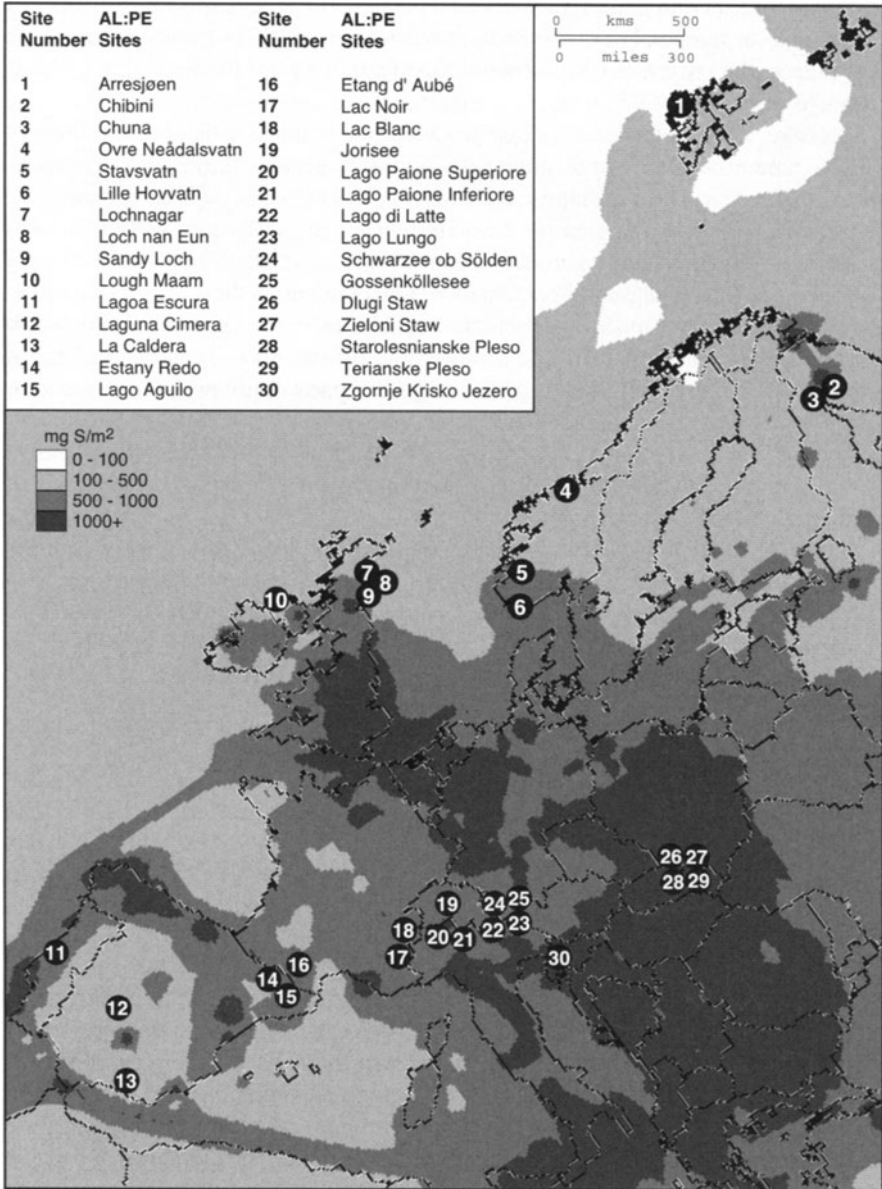 Site AL:PE Site AL:PE
Number Sites Number Sites
1 Arresjøen 16 Etang d' Aubé
2 Chibini 17 Lac Noir
3 Chuna 18 Lac Blanc
4 Ovre Neådalsvatn 19 Jorisee
5 Stavsvatn 20 Lago Paione Superiore
6 Lille Hovvatn 21 Lago Paione Inferiore
7 Lochnagar 22 Lago di Latte
8 Loch nan Eun 23 Lago Lungo
9 Sandy Loch 24 Schwarzee ob Sölden
10 Lough Maam 25 Gossenköllesee
11 Lagoa Escura 26 Dlugi Staw
12 Laguna Cimera 27 Zieloni Staw
13 La Caldera 28 Starolesnianske Pleso
14 Estany Redo 29 Terianske Pleso
15 Lago Aguilo 30 Zgornje Krisko Jezero
0 kms 500
0 miles 300
1
2
3
mg S/m2
0 - 100
100 - 500
500 - 1000
1000+
4
5
6
7
8
9
10
26 27
28 29
19 24 25
18 20 21 22 23
17
30
11
16
14
15
12
13